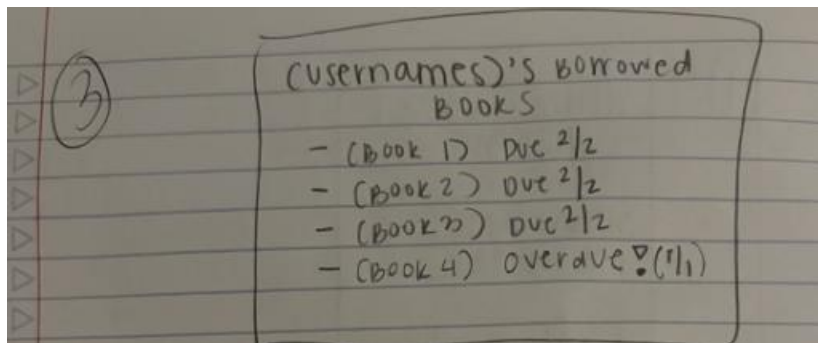 3
(usernames)'s Borrowed
BOOKS
- (Book 1) Due 2/2
- (Book 2) Due 2/2
- (Book 3) Due 2/2
- (Book 4) Overdue! (1/1)